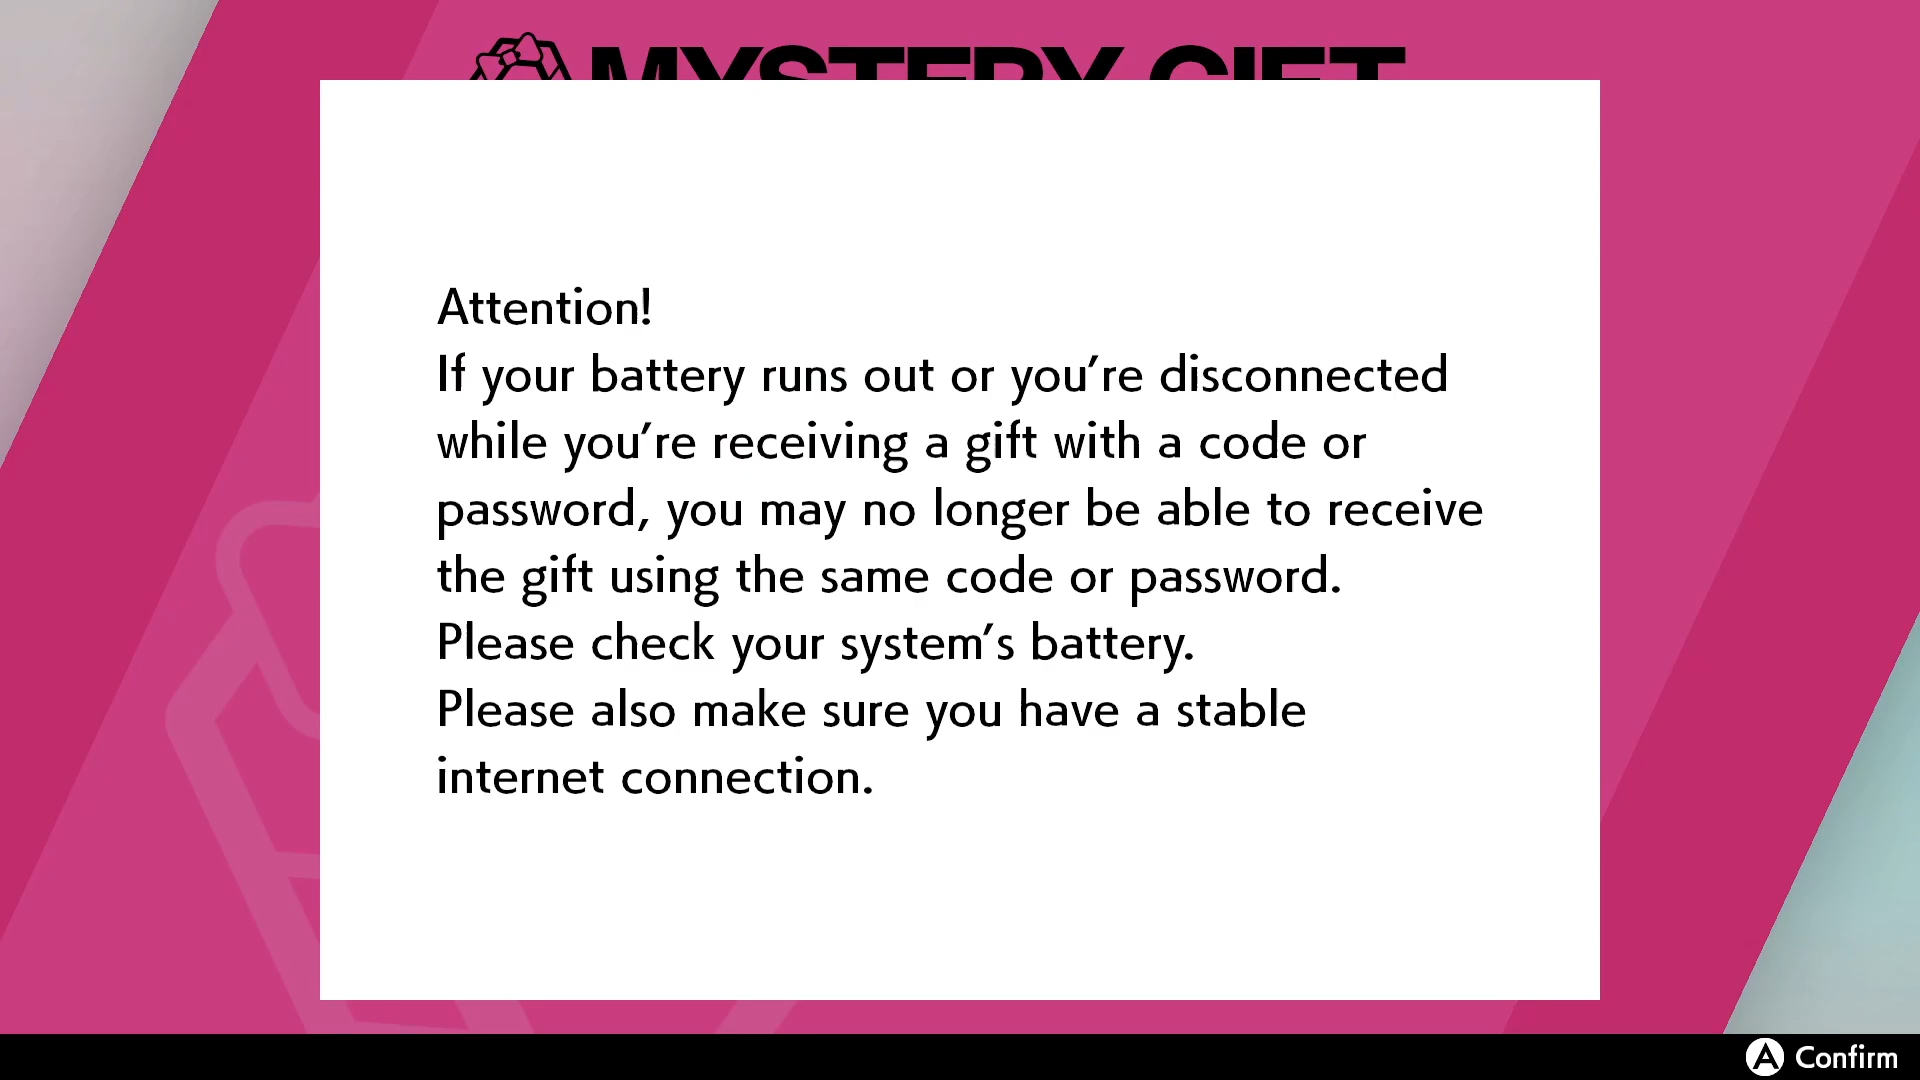 MYSTERY GIFT
Attention!
If your battery runs out or you’re disconnected
while you’re receiving a gift with a code or
password, you may no longer be able to receive
the gift using the same code or password.
Please check your system’s battery.
Please also make sure you have a stable
internet connection.
A Confirm